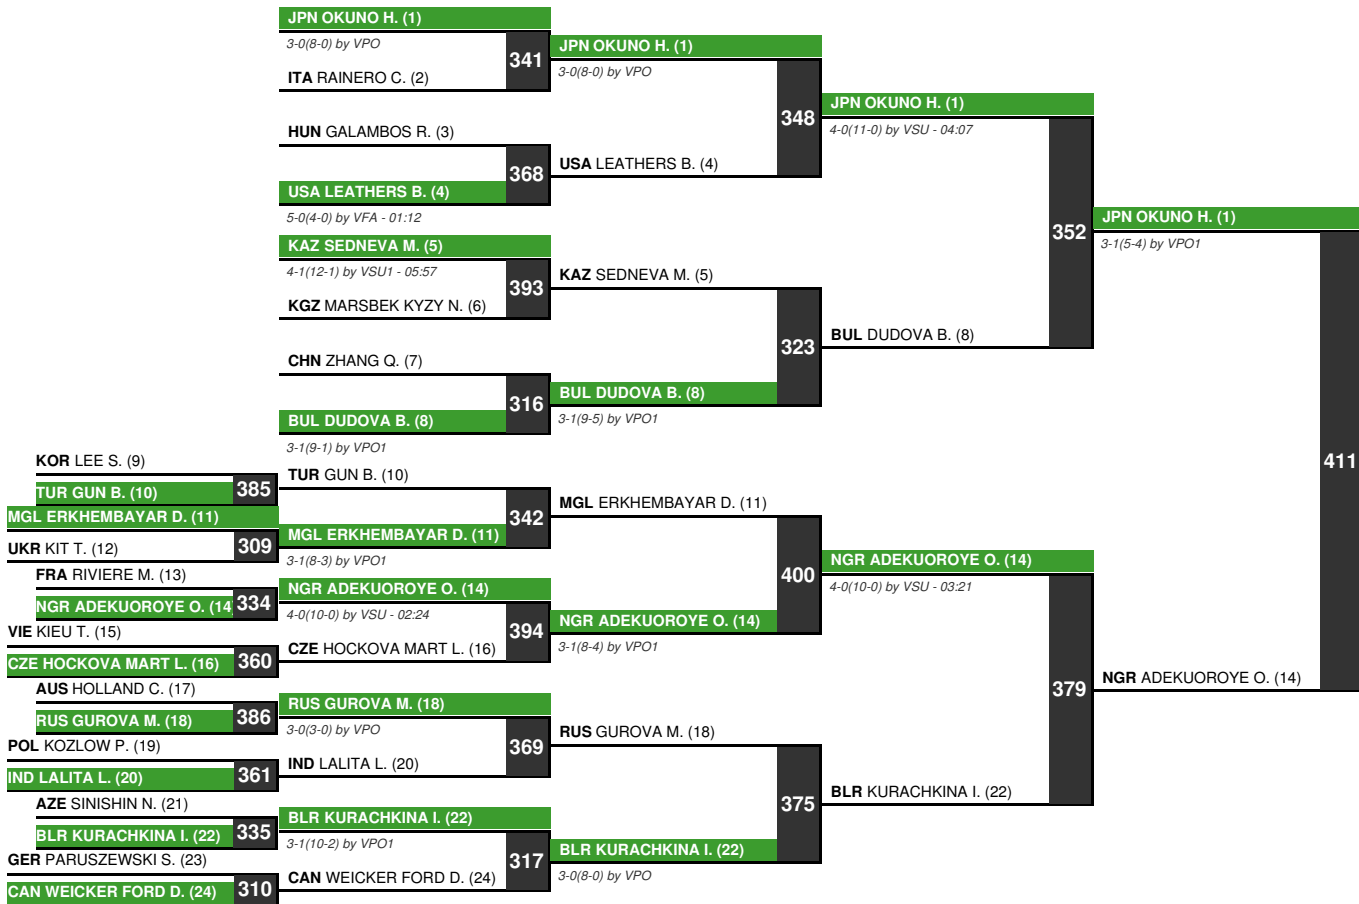 JPN OKUNO H. (1)
3-0(8-0) by VPO
341
ITA RAINERO C. (2)
JPN OKUNO H. (1)
3-0(8-0) by VPO
HUN GALAMBOS R. (3)
368
USA LEATHERS B. (4)
5-0(4-0) by VFA - 01:12
USA LEATHERS B. (4)
348
JPN OKUNO H. (1)
4-0(11-0) by VSU - 04:07
KAZ SEDNEVA M. (5)
4-1(12-1) by VSU1 - 05:57
393
KGZ MARSBEK KYZY N. (6)
KAZ SEDNEVA M. (5)
352
JPN OKUNO H. (1)
3-1(5-4) by VPO1
CHN ZHANG Q. (7)
316
BUL DUDOVA B. (8)
3-1(9-1) by VPO1
323
BUL DUDOVA B. (8)
3-1(9-5) by VPO1
BUL DUDOVA B. (8)
KOR LEE S. (9)
385
TUR GUN B. (10)
TUR GUN B. (10)
411
MGL ERKHEMBAYAR D. (11)
309
UKR KIT T. (12)
342
MGL ERKHEMBAYAR D. (11)
3-1(8-3) by VPO1
MGL ERKHEMBAYAR D. (11)
FRA RIVIERE M. (13)
334
NGR ADEKUOROYE O. (14
NGR ADEKUOROYE O. (14)
4-0(10-0) by VSU - 02:24
400
NGR ADEKUOROYE O. (14)
4-0(10-0) by VSU - 03:21
VIE KIEU T. (15)
360
CZE HOCKOVA MART L. (16)
394
CZE HOCKOVA MART L. (16)
NGR ADEKUOROYE O. (14)
3-1(8-4) by VPO1
AUS HOLLAND C. (17)
386
RUS GUROVA M. (18)
RUS GUROVA M. (18)
3-0(3-0) by VPO
379
NGR ADEKUOROYE O. (14)
POL KOZLOW P. (19)
361
IND LALITA L. (20)
369
IND LALITA L. (20)
RUS GUROVA M. (18)
AZE SINISHIN N. (21)
335
BLR KURACHKINA I. (22)
BLR KURACHKINA I. (22)
3-1(10-2) by VPO1
375
BLR KURACHKINA I. (22)
GER PARUSZEWSKI S. (23)
310
CAN WEICKER FORD D. (24)
317
CAN WEICKER FORD D. (24)
BLR KURACHKINA I. (22)
3-0(8-0) by VPO